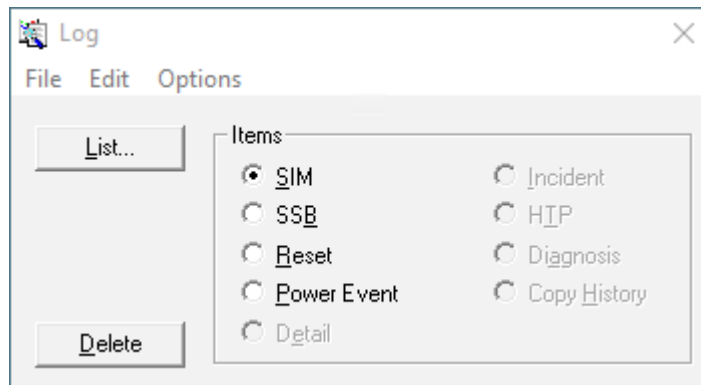 Log
File Edit Options
List...
Items
SIM
Incident
SSB
HTP
Reset
Diagnosis
Power Event
Copy History
Detail
Delete